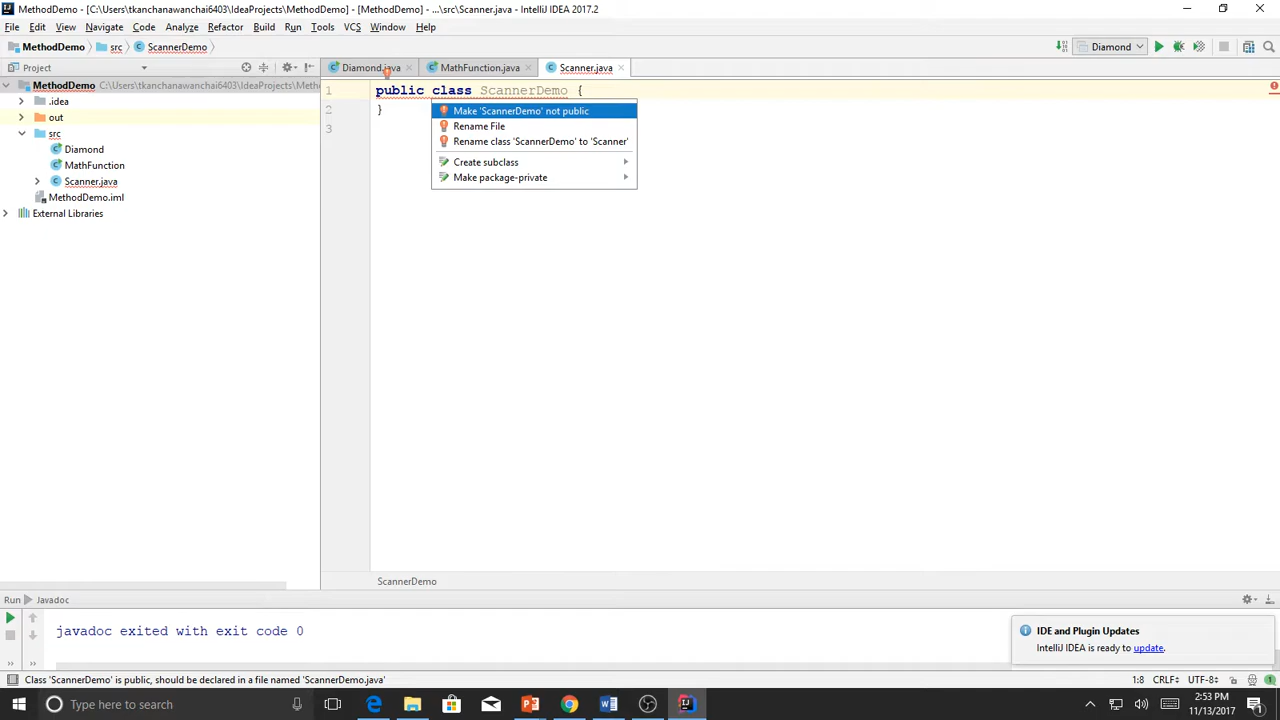 MethodDemo - [C:\Users\tkanchanawanchai6403\IdeaProjects\MethodDemo] - [MethodDemo] - ...\src\Scanner.java - IntelliJ IDEA 2017.2
File Edit View Navigate Code Analyze Refactor Build Run Tools VCS Window Help
MethodDemo src ScannerDemo Diamond
Project Diamond.java MathFunction.java Scanner.java
MethodDemo C:\Users\tkanchanawanchai6403\IdeaProjects\Metho
1 public class ScannerDemo {
.idea
Make 'ScannerDemo' not public
2 }
out
Rename File
3
src
Rename class 'ScannerDemo' to 'Scanner'
Diamond
Create subclass
MathFunction
Make package-private
Scanner.java
MethodDemo.iml
External Libraries
ScannerDemo
Run Javadoc
javadoc exited with exit code 0
IDE and Plugin Updates
IntelliJ IDEA is ready to update.
Class 'ScannerDemo' is public, should be declared in a file named 'ScannerDemo.java' 1:8 CRLF UTF-8
Type here to search
2:53 PM
11/13/2017